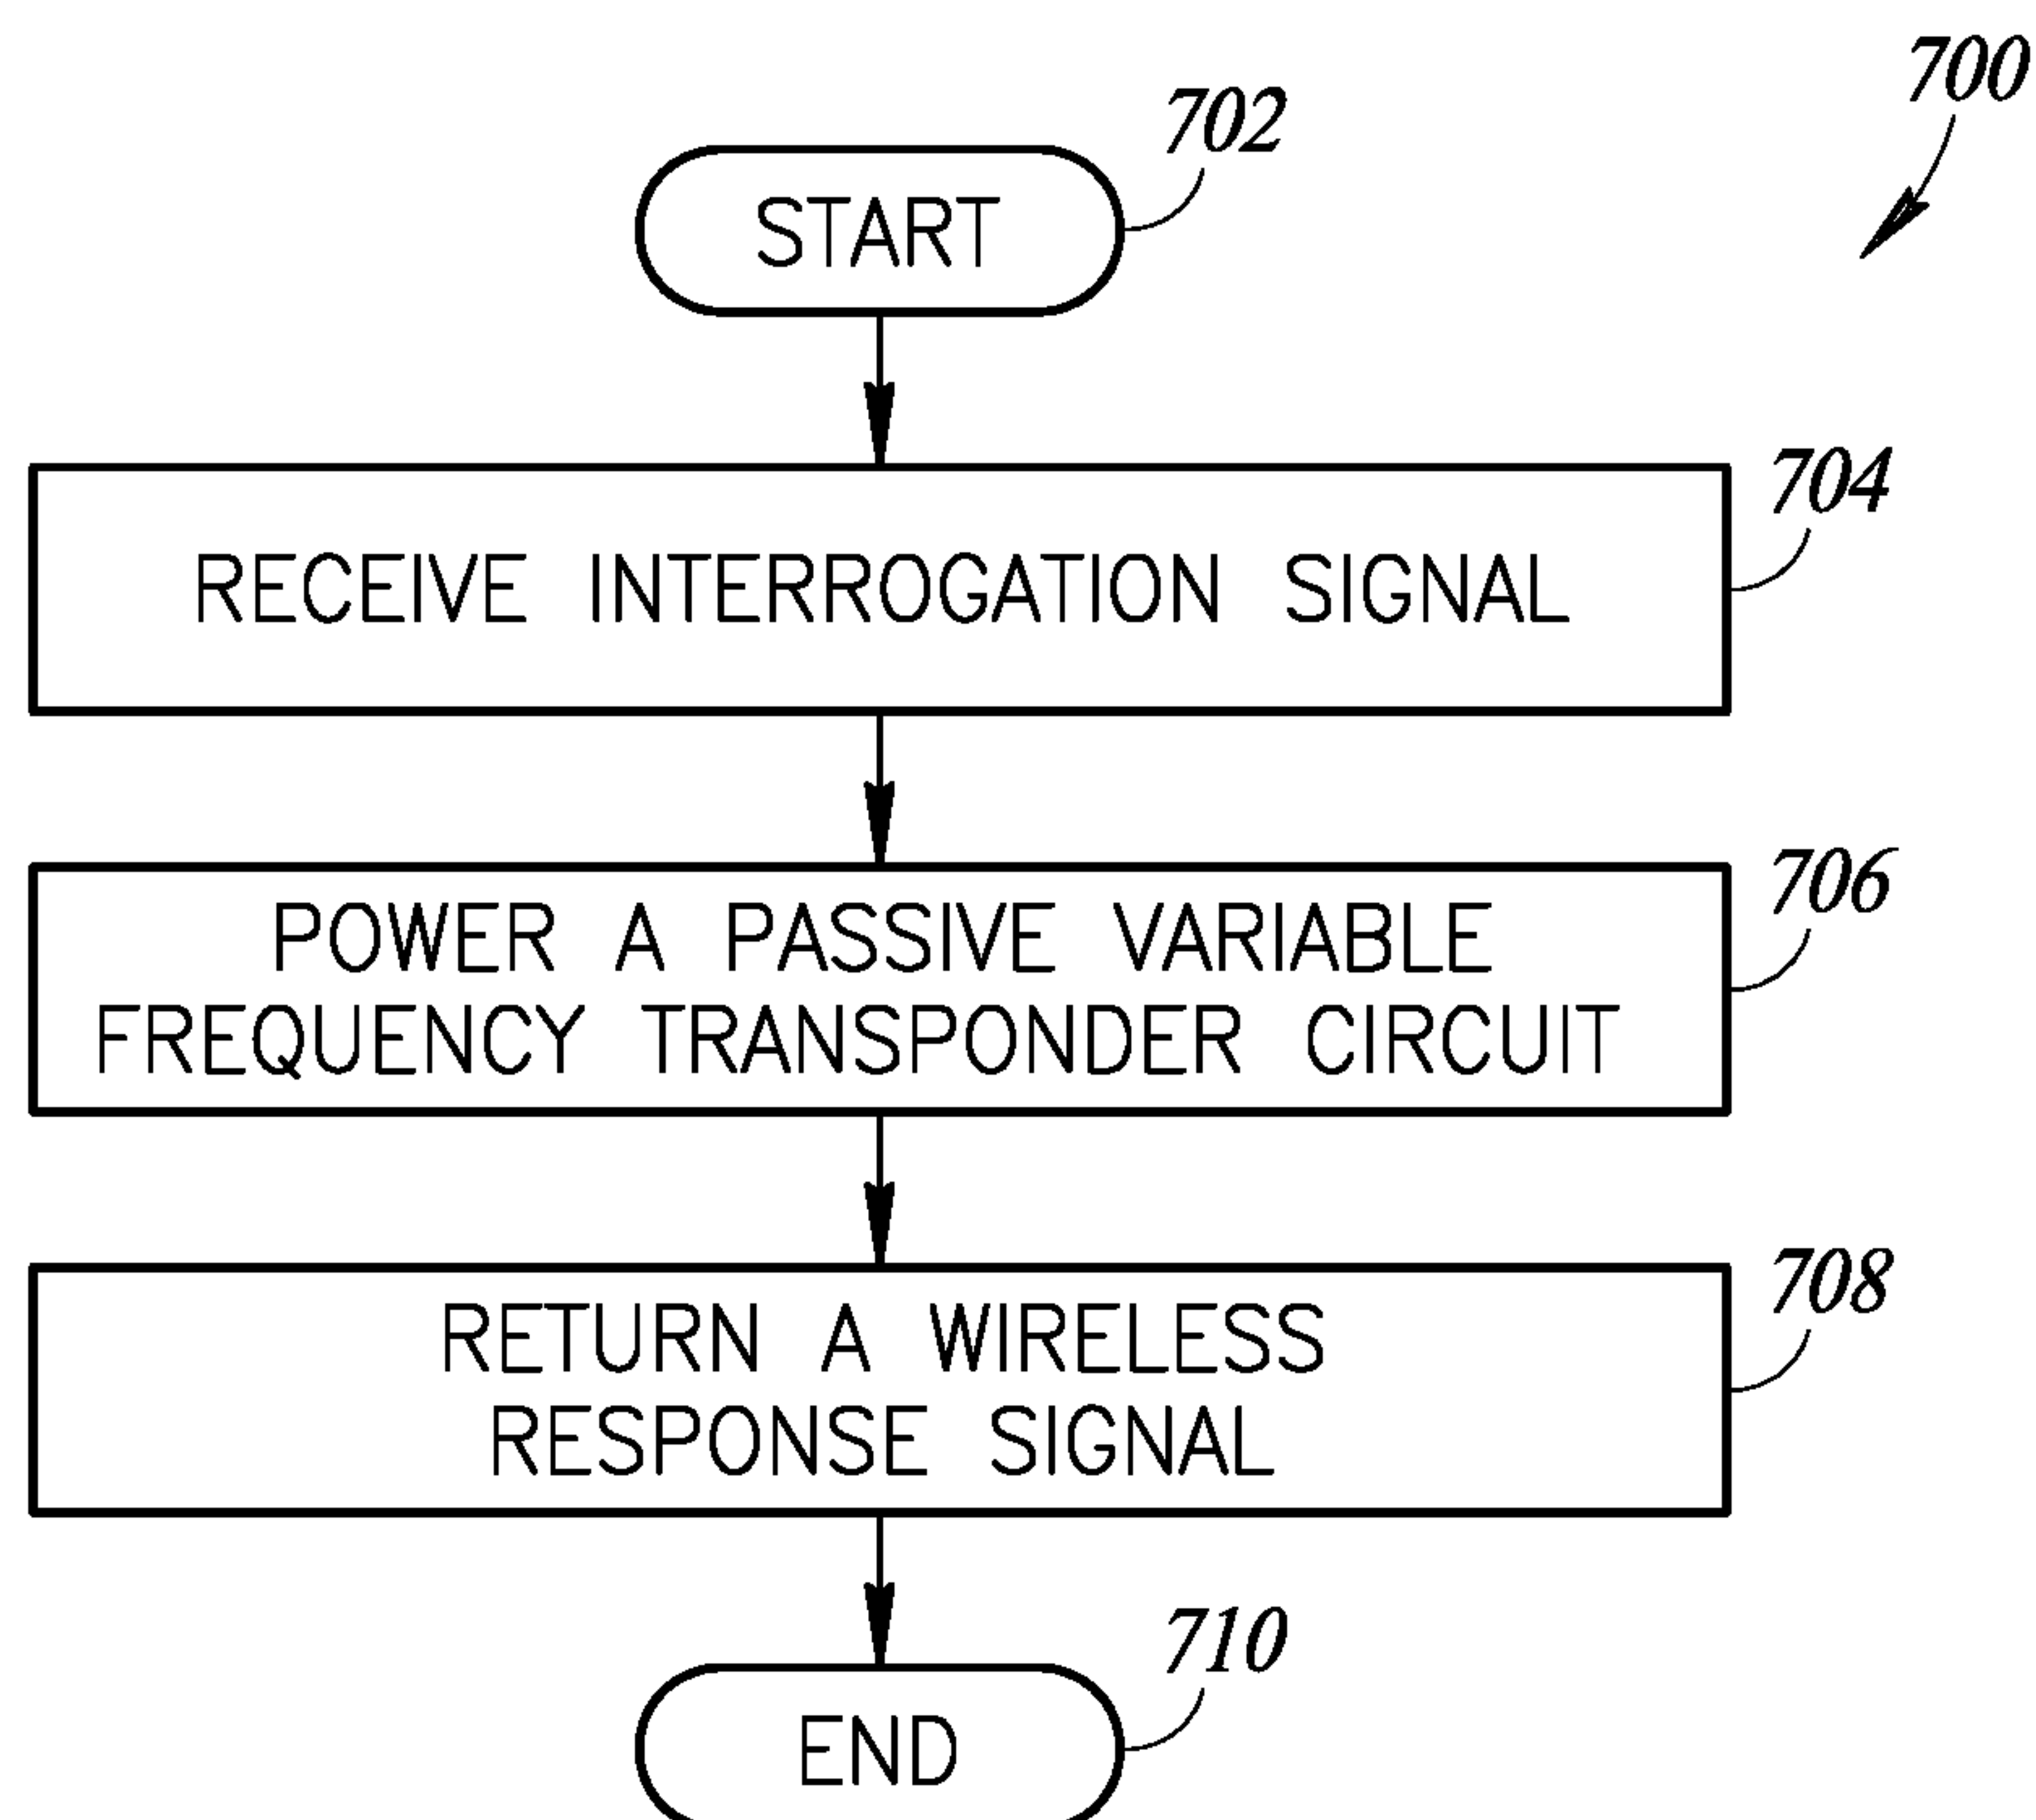 700
702
START
704
RECEIVE INTERROGATION SIGNAL
706
POWER A PASSIVE VARIABLE
FREQUENCY TRANSPONDER CIRCUIT
708
RETURN A WIRELESS
RESPONSE SIGNAL
710
END